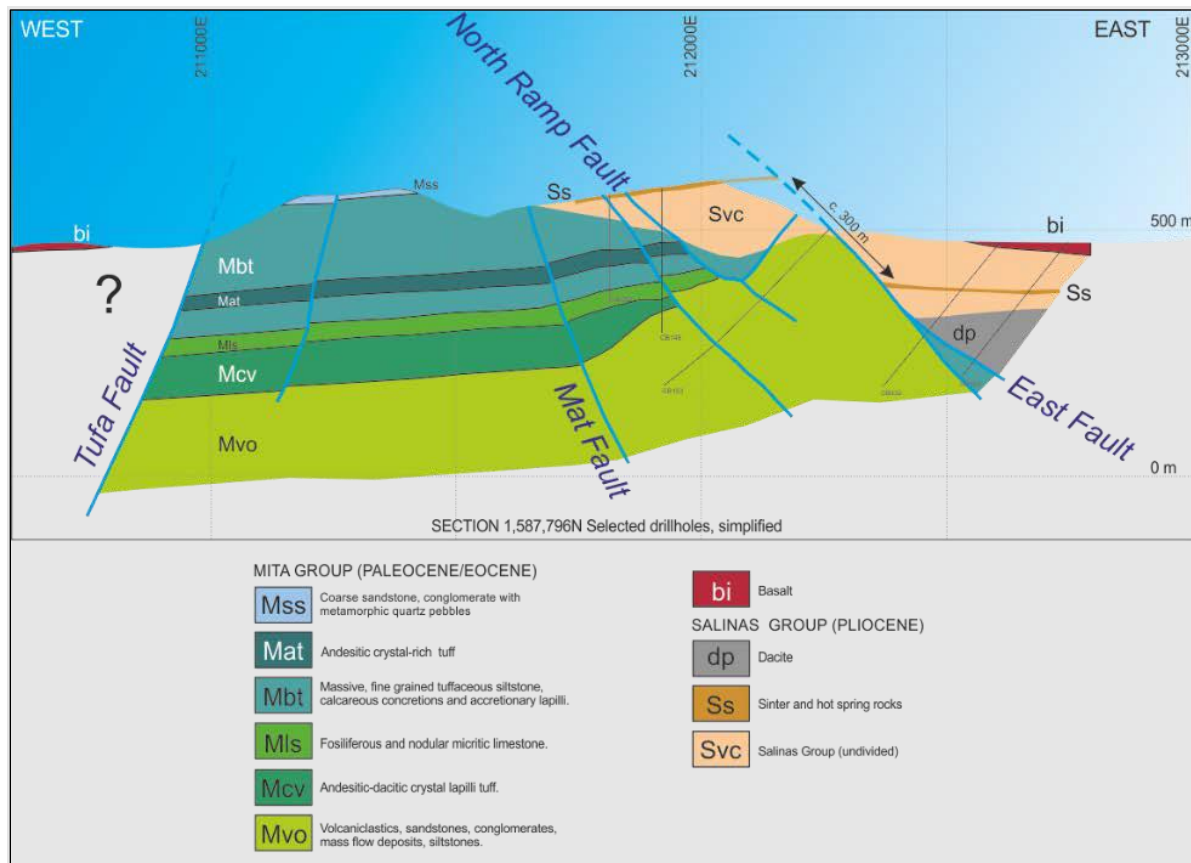 WEST
EAST
211000E
212000E
213000E
North Ramp Fault
Mss
Ss
Svc
c. 300 m
500 m
bi
bi
Mbt
?
Mat
Ss
Mls
dp
Mcv
Tufa Fault
Mat Fault
East Fault
Mvo
0 m
SECTION 1,587,796N Selected drillholes, simplified
MITA GROUP (PALEOCENE/EOCENE)
Mss
Coarse sandstone, conglomerate with
metamorphic quartz pebbles
Mat
Andesitic crystal-rich tuff
Mbt
Massive, fine grained tuffaceous siltstone,
calcareous concretions and accretionary lapilli.
Mls
Fosiliferous and nodular micritic limestone.
Mcv
Andesitic-dacitic crystal lapilli tuff.
Mvo
Volcaniclastics, sandstones, conglomerates,
mass flow deposits, siltstones.
bi
Basalt
SALINAS GROUP (PLIOCENE)
dp
Dacite
Ss
Sinter and hot spring rocks
Svc
Salinas Group (undivided)